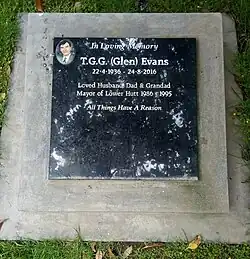 In Loving Memory
T.G.G. (Glen) Evans
22-4-1936 - 24-8-2016
Loved Husband Dad & Grandad
Mayor of Lower Hutt 1986 - 1995
All Things Have A Reason